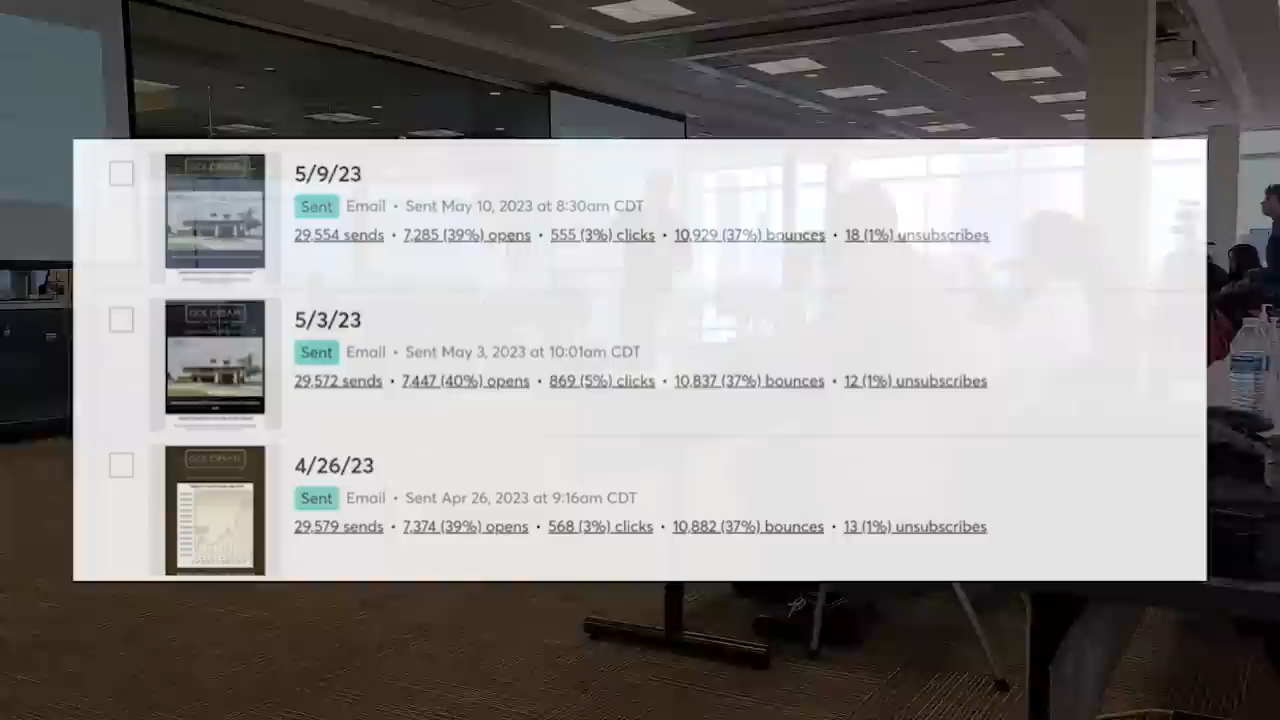 5/9/23
Sent Email • Sent May 10, 2023 at 8:30am CDT
29,554 sends • 7,285 (39%) opens • 555 (3%) clicks • 10,929 (37%) bounces • 18 (1%) unsubscribes
5/3/23
Sent Email • Sent May 3, 2023 at 10:01am CDT
29,572 sends • 7,447 (40%) opens • 869 (5%) clicks • 10,837 (37%) bounces • 12 (1%) unsubscribes
4/26/23
Sent Email • Sent Apr 26, 2023 at 9:16am CDT
29,579 sends • 7,374 (39%) opens • 568 (3%) clicks • 10,882 (37%) bounces • 13 (1%) unsubscribes